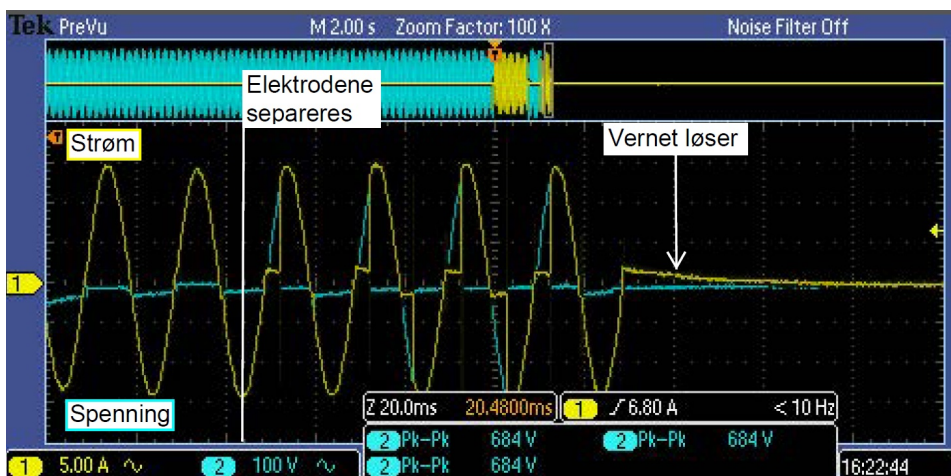 Tek PreVu M 2.00 s Zoom Factor: 100 X Noise Filter Off
T
Elektrodene
separeres
T
Strøm
Vernet løser
1
Spenning
Z 20.0ms 20.4800ms 1 / 6.80 A < 10 Hz
2 Pk-Pk 684 V 2 Pk-Pk 684 V
1 5.00 A ∿ 2 100 V ∿ 2 Pk-Pk 684 V 16:22:44